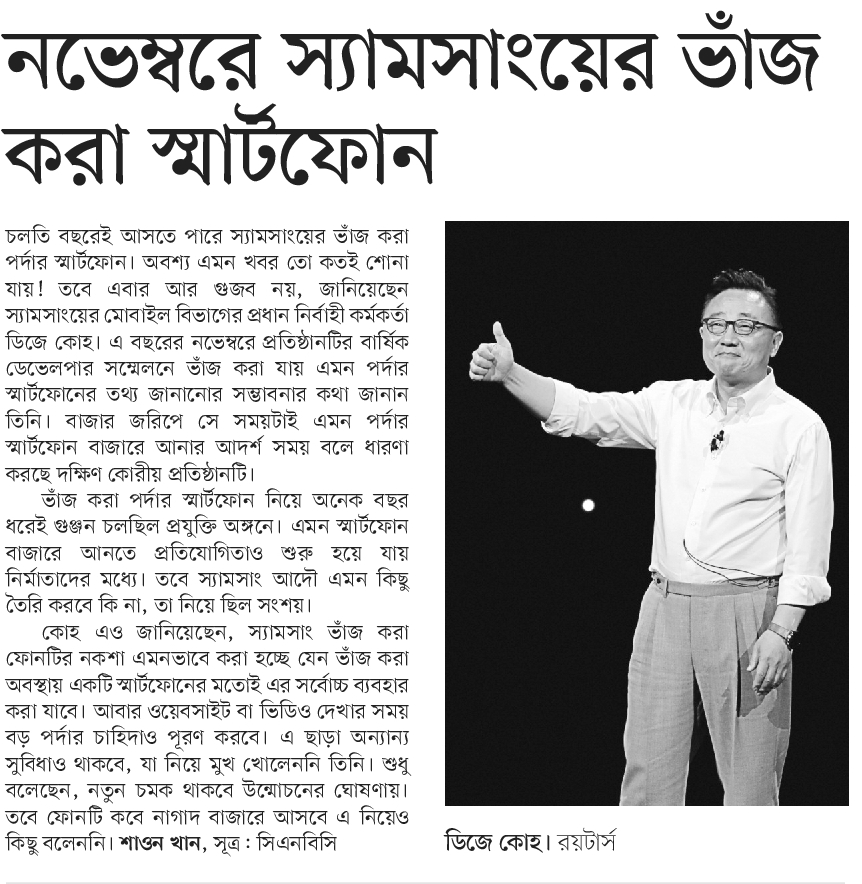 নভেম্বরে স্যামসাংয়ের ভাঁজ
করা স্মার্টফোন
চলতি বছরেই আসতে পারে স্যামসাংয়ের ভাঁজ করা
পর্দার স্মার্টফোন। অবশ্য এমন খবর তো কতই শোনা
যায়! তবে এবার আর গুজব নয়, জানিয়েছেন
স্যামসাংয়ের মোবাইল বিভাগের প্রধান নির্বাহী কর্মকর্তা
ডিজে কোহ। এ বছরের নভেম্বরে প্রতিষ্ঠানটির বার্ষিক
ডেভেলপার সম্মেলনে ভাঁজ করা যায় এমন পর্দার
স্মার্টফোনের তথ্য জানানোর সম্ভাবনার কথা জানান
তিনি। বাজার জরিপে সে সময়টাই এমন পর্দার
স্মার্টফোন বাজারে আনার আদর্শ সময় বলে ধারণা
করছে দক্ষিণ কোরীয় প্রতিষ্ঠানটি।
ভাঁজ করা পর্দার স্মার্টফোন নিয়ে অনেক বছর
ধরেই গুঞ্জন চলছিল প্রযুক্তি অঙ্গনে। এমন স্মার্টফোন
বাজারে আনতে প্রতিযোগিতাও শুরু হয়ে যায়
নির্মাতাদের মধ্যে। তবে স্যামসাং আদৌ এমন কিছু
তৈরি করবে কি না, তা নিয়ে ছিল সংশয়।
কোহ এও জানিয়েছেন, স্যামসাং ভাঁজ করা
ফোনটির নকশা এমনভাবে করা হচ্ছে যেন ভাঁজ করা
অবস্থায় একটি স্মার্টফোনের মতোই এর সর্বোচ্চ ব্যবহার
করা যাবে। আবার ওয়েবসাইট বা ভিডিও দেখার সময়
বড় পর্দার চাহিদাও পূরণ করবে। এ ছাড়া অন্যান্য
সুবিধাও থাকবে, যা নিয়ে মুখ খোলেননি তিনি। শুধু
বলেছেন, নতুন চমক থাকবে উন্মোচনের ঘোষণায়।
তবে ফোনটি কবে নাগাদ বাজারে আসবে এ নিয়েও
কিছু বলেননি। শাওন খান, সূত্র : সিএনবিসি
ডিজে কোহ। রয়টার্স